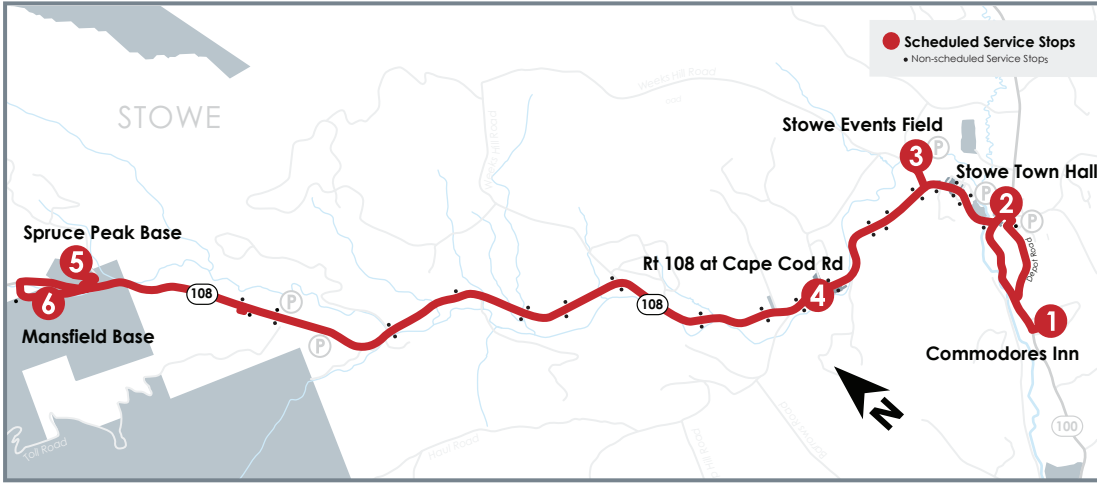 Scheduled Service Stops
Non-scheduled Service Stops
Weeks Hill Road
STOWE
Stowe Events Field
3
P
Stowe Town Hall
P
2
P
Depot Road
Spruce Peak Base
5
Rt 108 at Cape Cod Rd
108
P
108
4
6
1
Mansfield Base
P
Commodores Inn
N
100
Toll Road